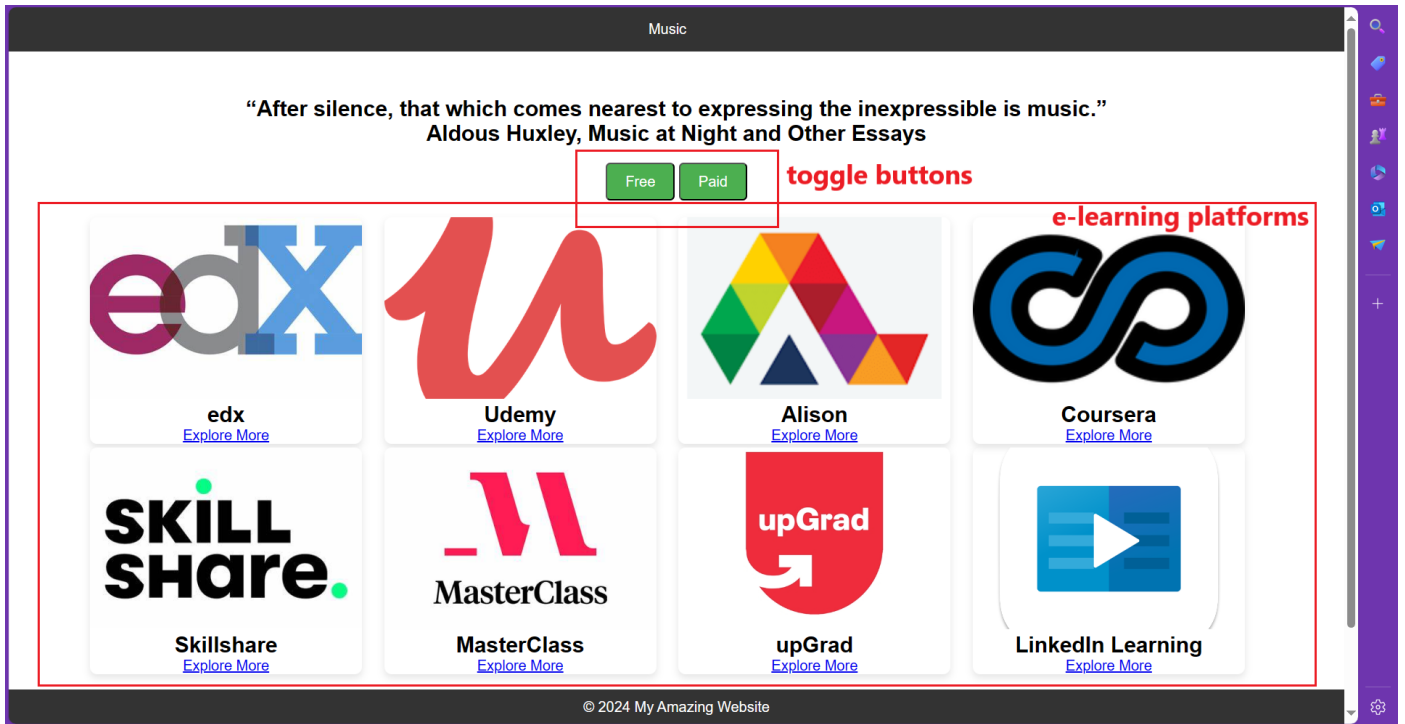 Music
“After silence, that which comes nearest to expressing the inexpressible is music.”
Aldous Huxley, Music at Night and Other Essays
Free Paid toggle buttons
e-learning platforms
edX
edx Udemy Alison Coursera
Explore More Explore More Explore More Explore More
SKILL
SHare.
upGrad
MasterClass
Skillshare MasterClass upGrad LinkedIn Learning
Explore More Explore More Explore More Explore More
© 2024 My Amazing Website